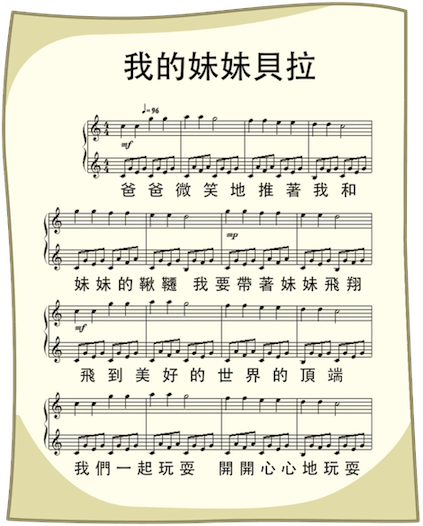 我的妹妹貝拉
♩=96
mf
爸爸微笑地推著我和
mp
妹妹的鞦韆 我要帶著妹妹飛翔
mf
飛到美好的世界的頂端
我們一起玩耍 開開心心地玩耍